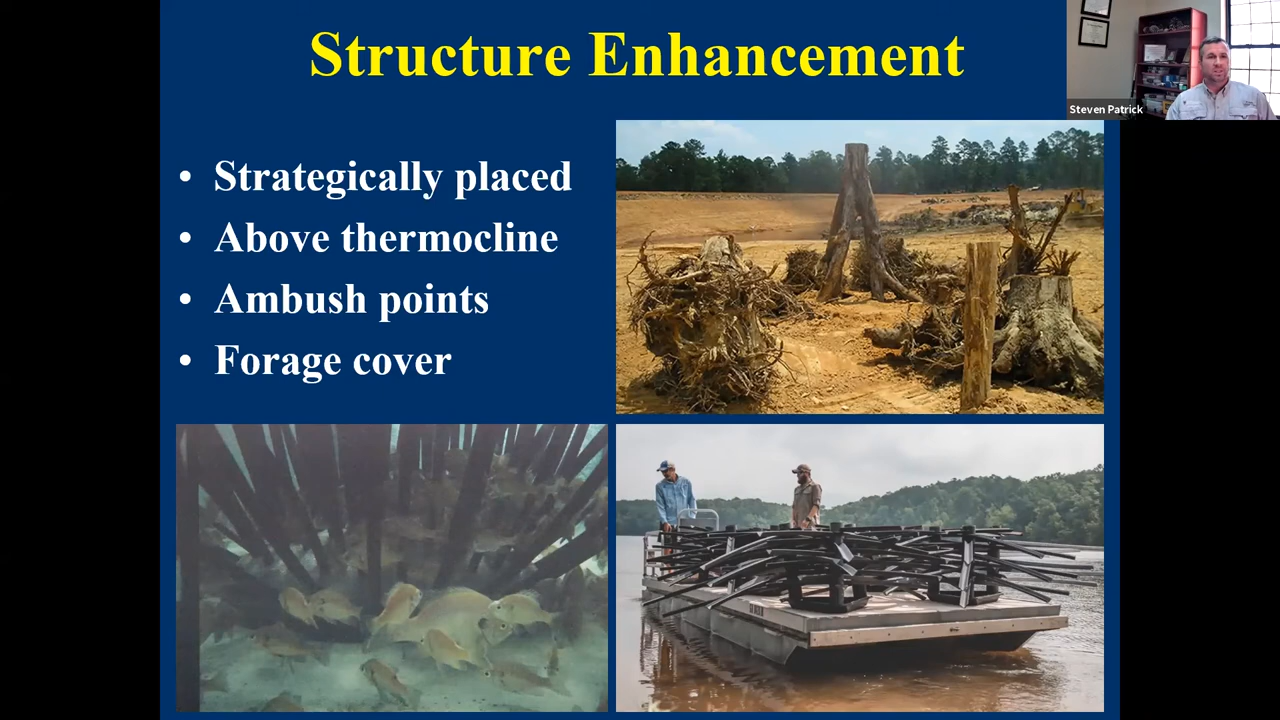 Structure Enhancement
Steven Patrick
• Strategically placed
• Above thermocline
• Ambush points
• Forage cover